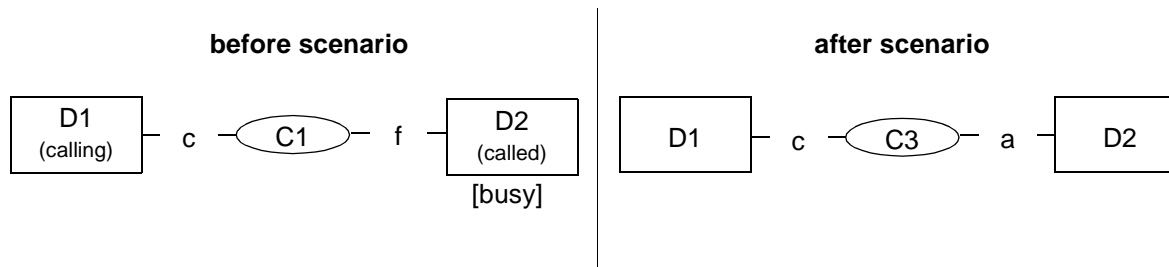 before scenario
D1
(calling)
c
C1
f
D2
(called)
[busy]
after scenario
D1
c
C3
a
D2